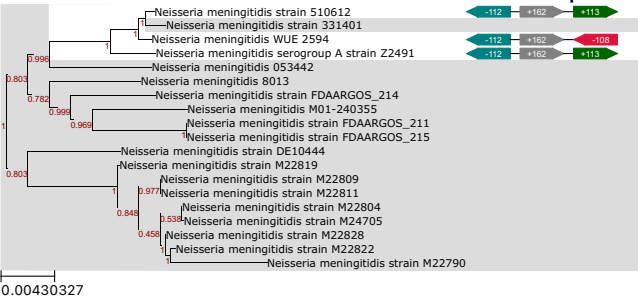 Neisseria meningitidis strain 510612 -112 +162 +113
1 Neisseria meningitidis strain 331401
Neisseria meningitidis WUE 2594 -112 +162 -108
1 Neisseria meningitidis serogroup A strain Z2491 -112 +162 +113
0.996
Neisseria meningitidis 053442
0.803
Neisseria meningitidis 8013
0.782
Neisseria meningitidis strain FDAARGOS_214
0.999
Neisseria meningitidis M01-240355
0.969
Neisseria meningitidis strain FDAARGOS_211
1
1 Neisseria meningitidis strain FDAARGOS_215
Neisseria meningitidis strain DE10444
Neisseria meningitidis strain M22819
0.803
Neisseria meningitidis strain M22809
1 0.977
Neisseria meningitidis strain M22811
Neisseria meningitidis strain M22804
0.848 0.538
Neisseria meningitidis strain M24705
0.458
Neisseria meningitidis strain M22828
1 Neisseria meningitidis strain M22822
1 Neisseria meningitidis strain M22790
0.00430327